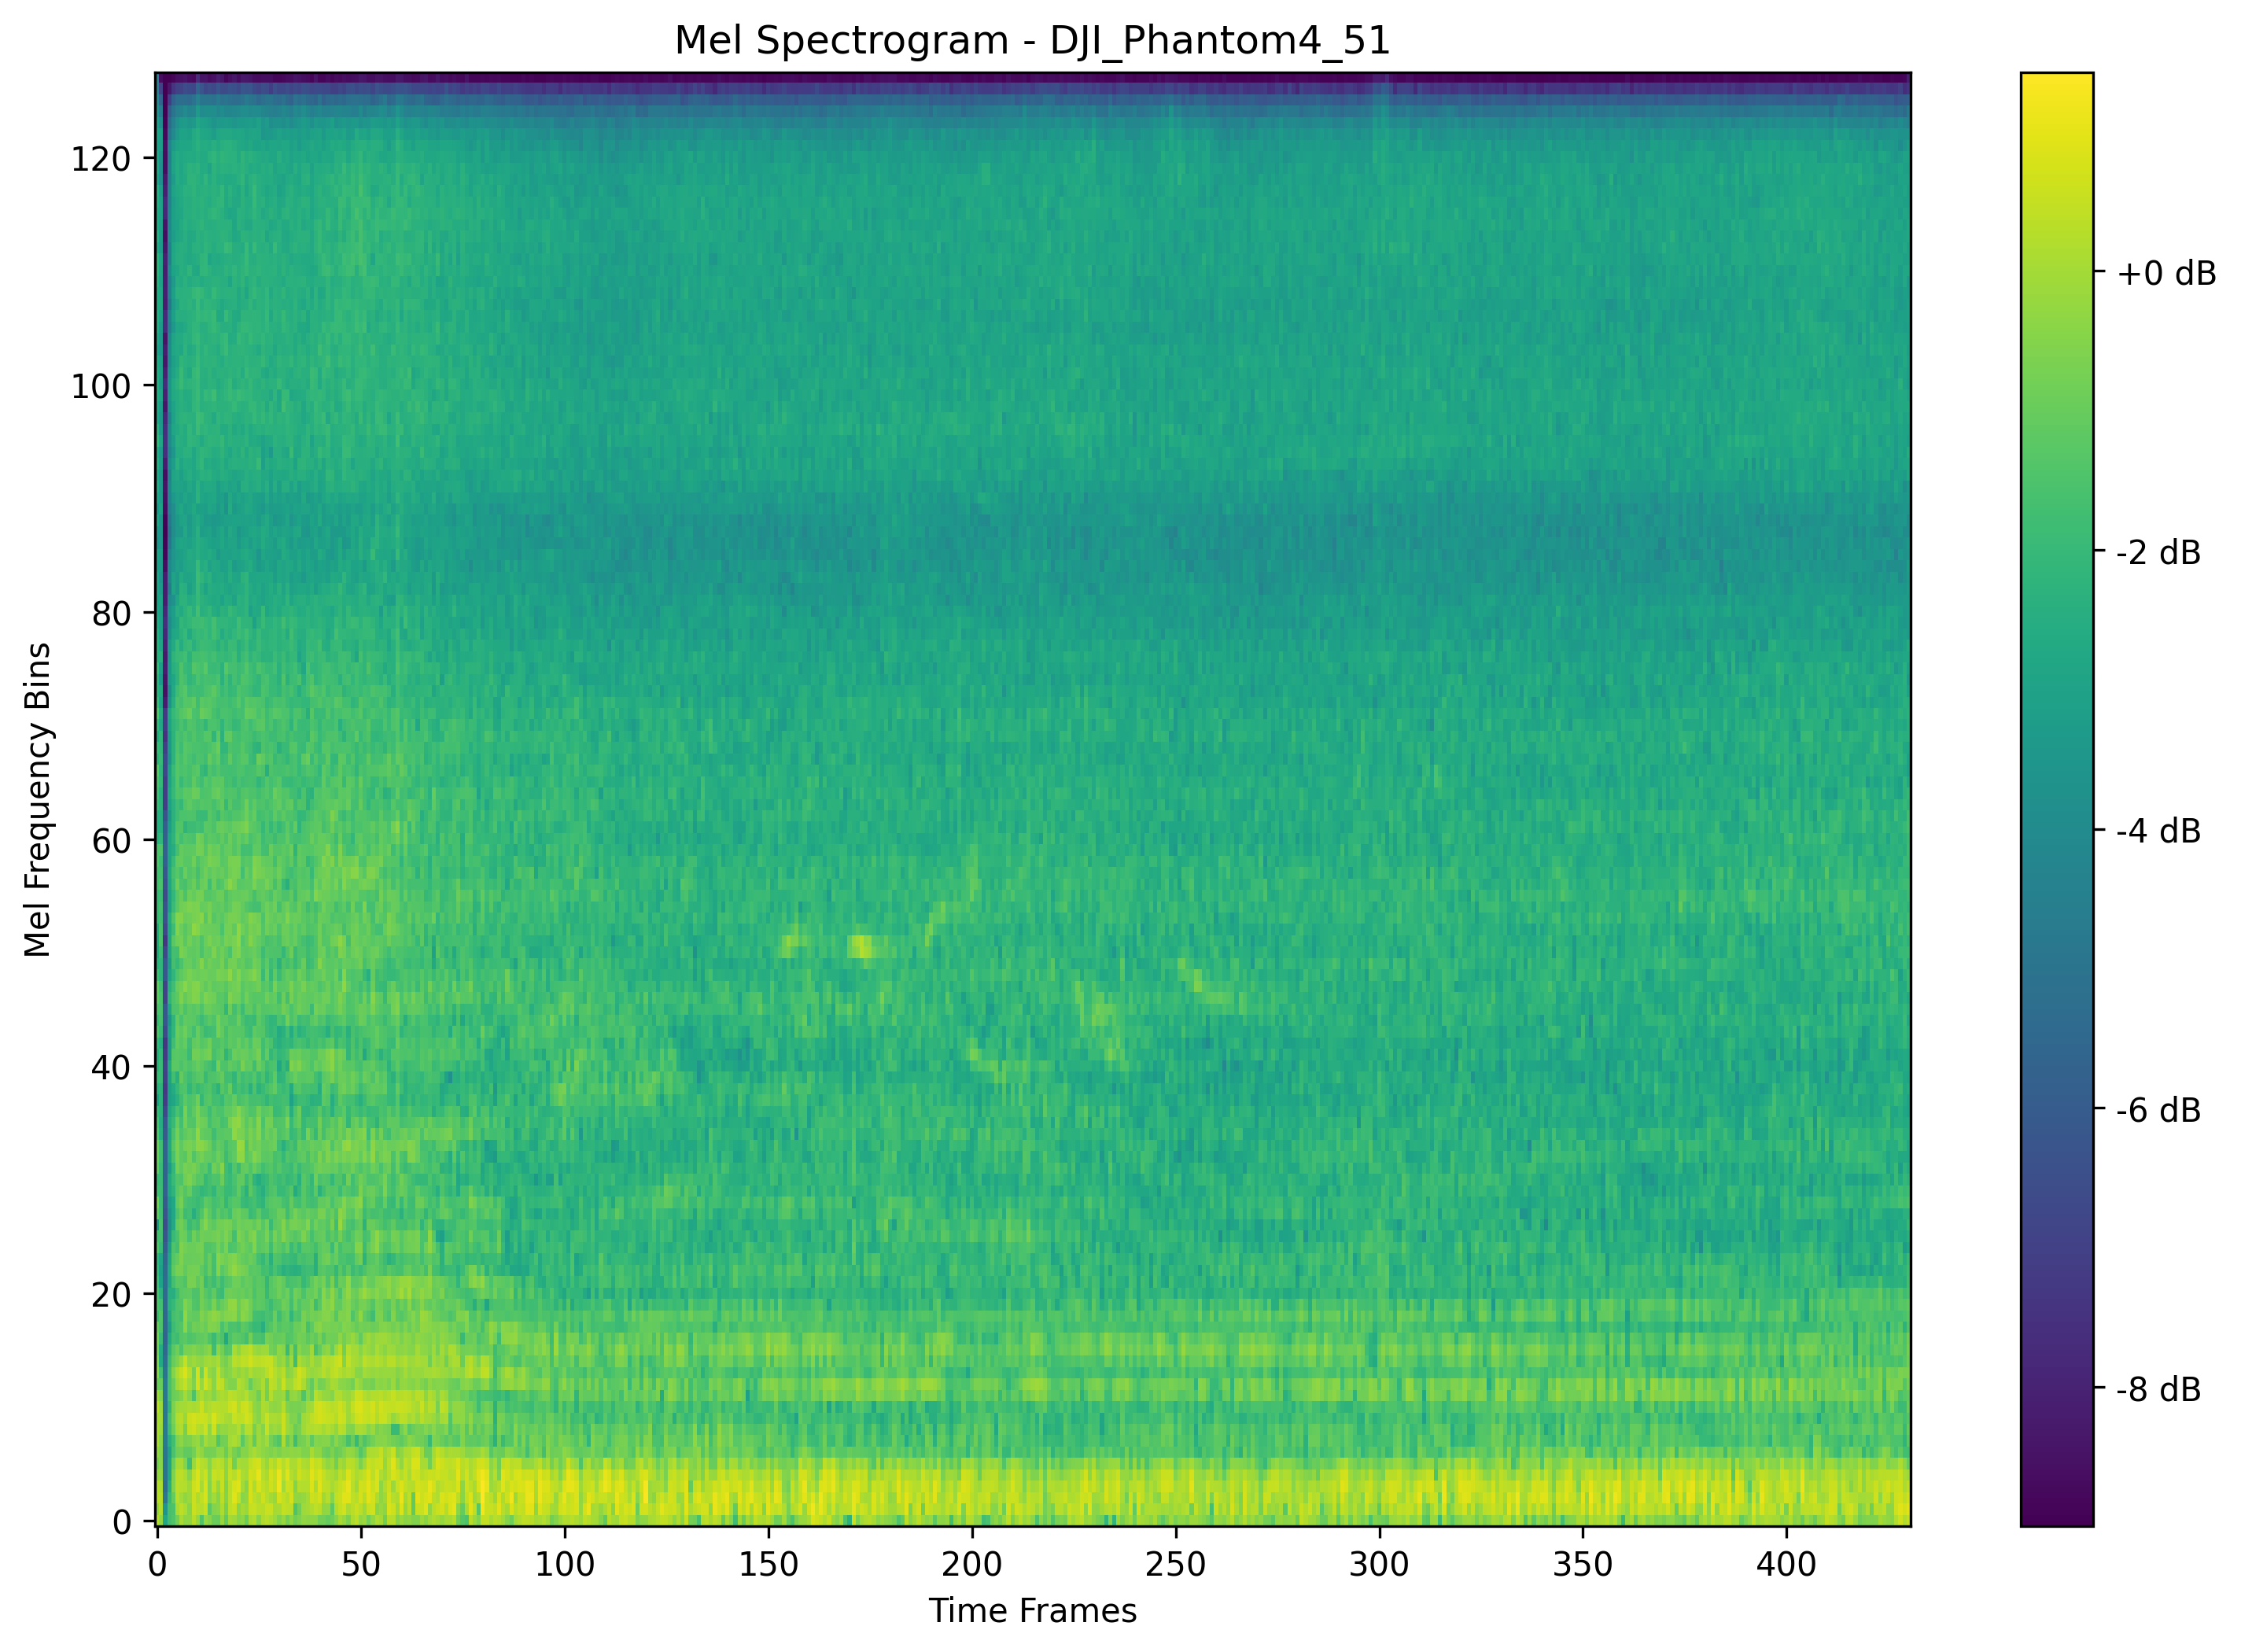 Mel Spectrogram - DJI_Phantom4_51
Mel Frequency Bins
120
100
80
60
40
20
0
0 50 100 150 200 250 300 350 400
Time Frames
+0 dB
-2 dB
-4 dB
-6 dB
-8 dB